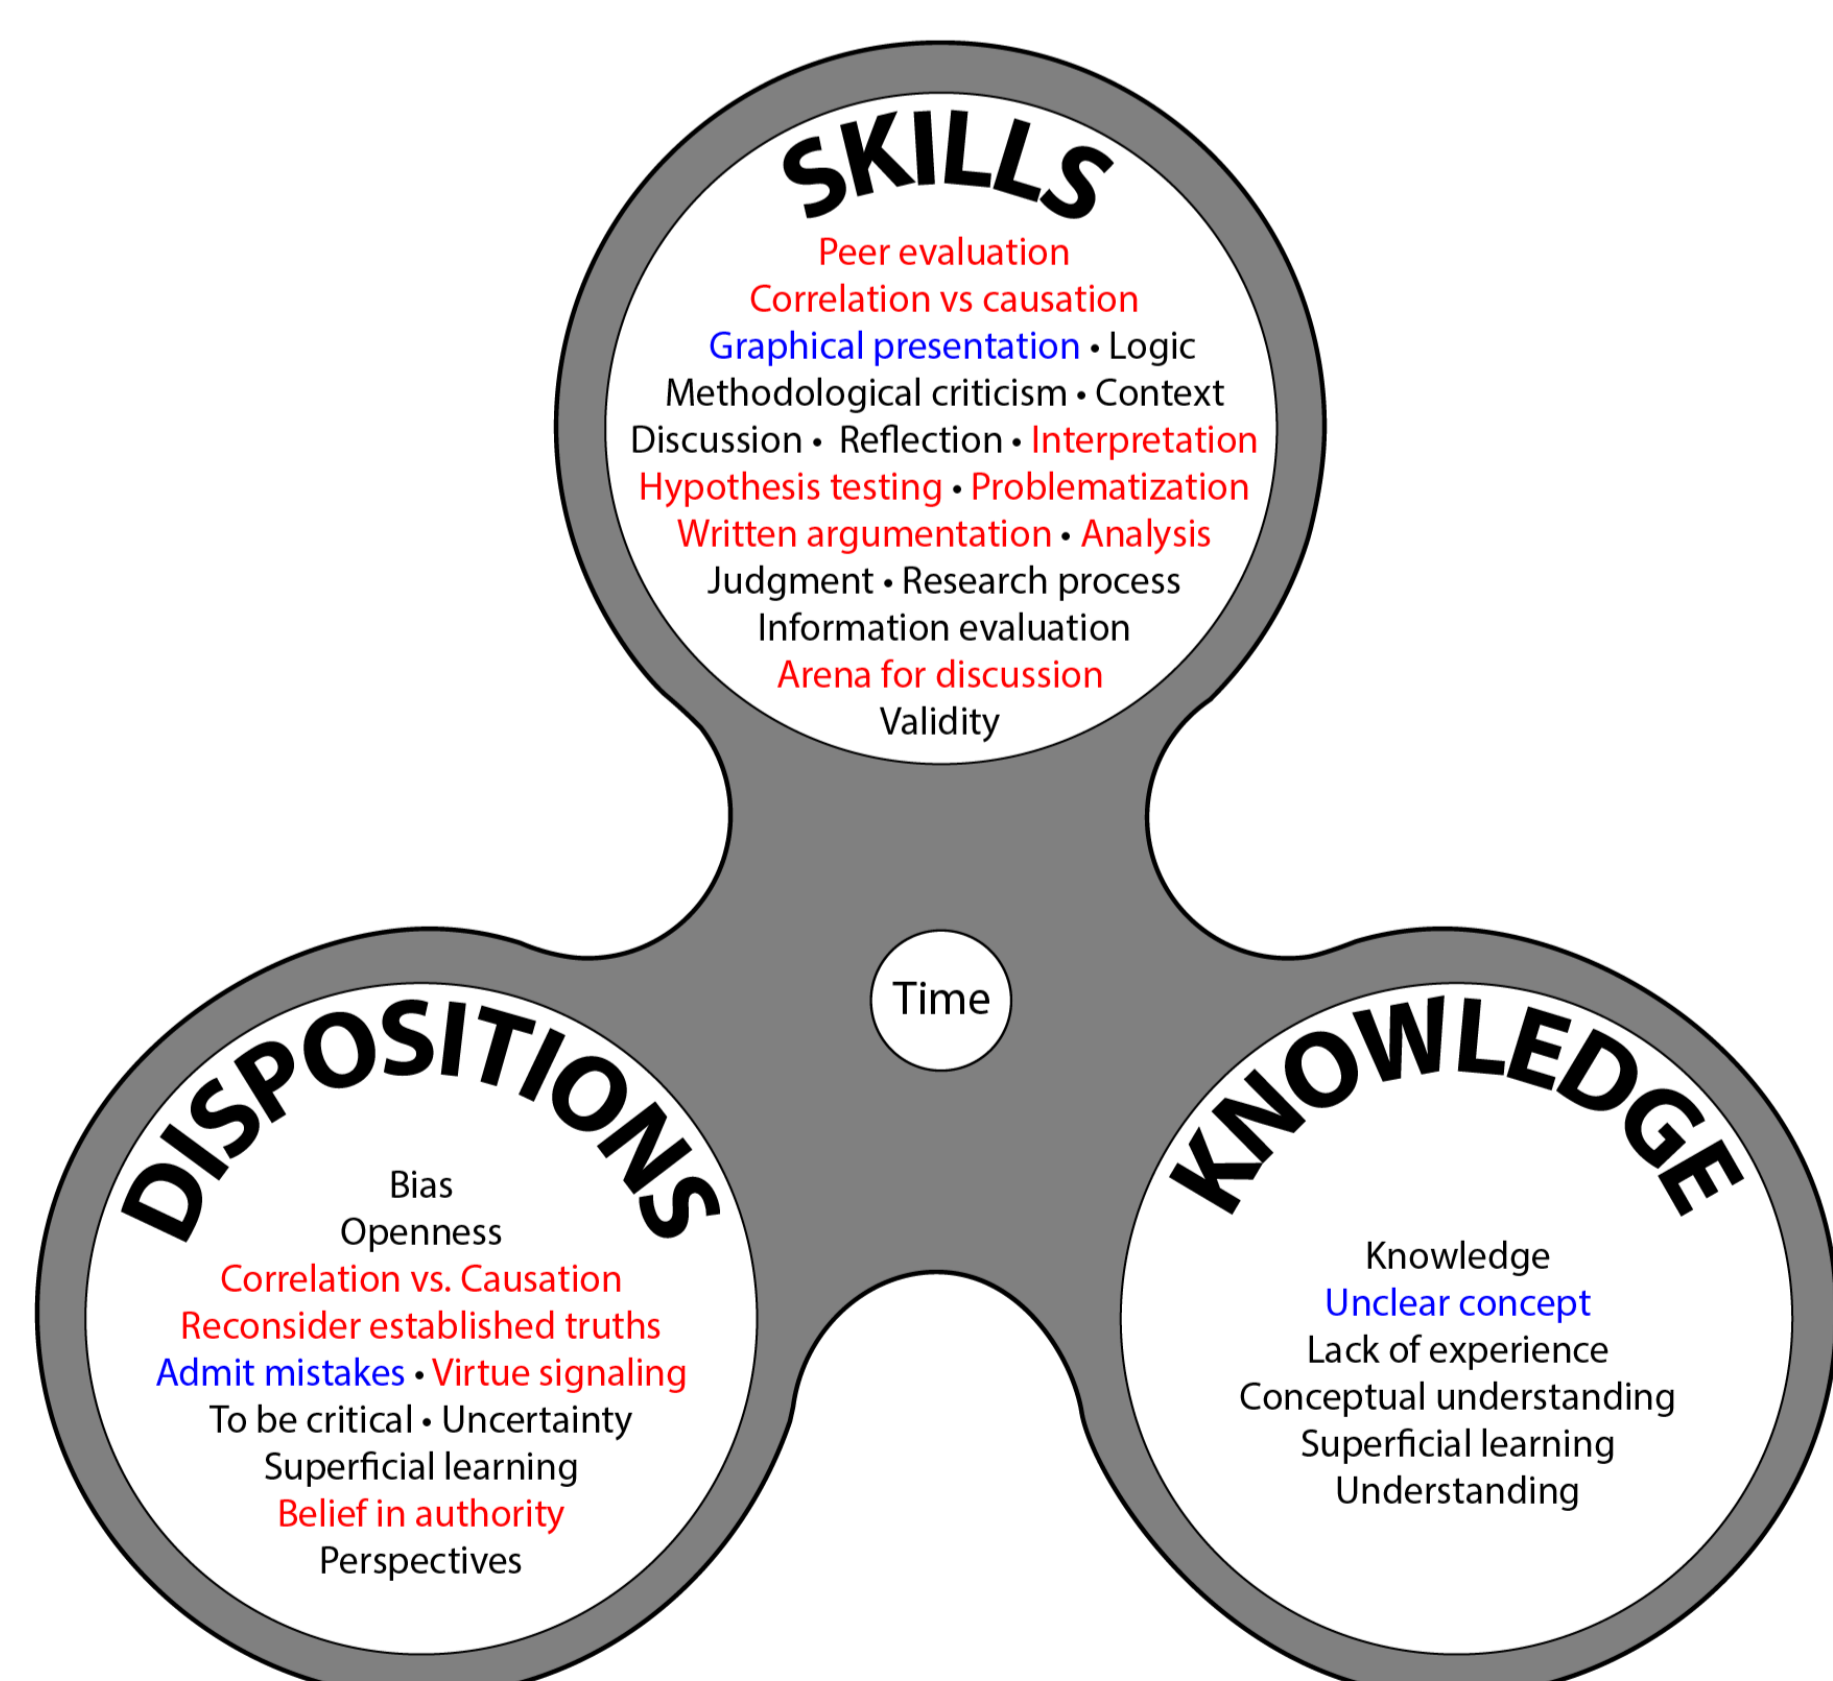 SKILLS
Peer evaluation
Correlation vs causation
Graphical presentation • Logic
Methodological criticism • Context
Discussion • Reflection • Interpretation
Hypothesis testing • Problematization
Written argumentation • Analysis
Judgment • Research process
Information evaluation
Arena for discussion
Validity
Time
DISPOSITIONS
Bias
Openness
Correlation vs. Causation
Reconsider established truths
Admit mistakes • Virtue signaling
To be critical • Uncertainty
Superficial learning
Belief in authority
Perspectives
KNOWLEDGE
Knowledge
Unclear concept
Lack of experience
Conceptual understanding
Superficial learning
Understanding